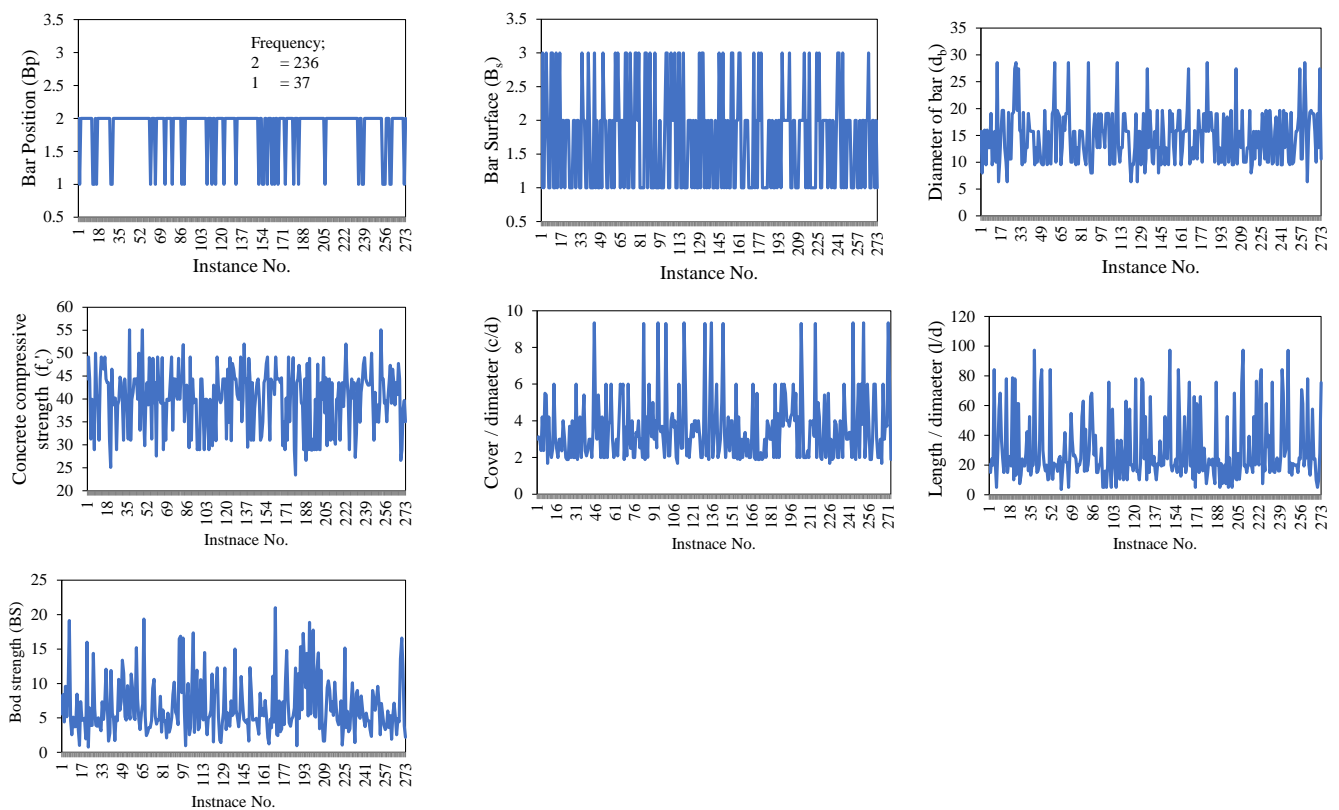 Bar Position (Bp)
3.5
3
2.5
2
1.5
1
0.5
Frequency;
2 = 236
1 = 37
1 18 35 52 69 86 103 120 137 154 171 188 205 222 239 256 273
Instance No.
Bar Surface (Bs)
3.5
3
2.5
2
1.5
1
0.5
1 17 33 49 65 81 97 113 129 145 161 177 193 209 225 241 257 273
Instance No.
Diameter of bar (db)
35
30
25
20
15
10
5
0
1 17 33 49 65 81 97 113 129 145 161 177 193 209 225 241 257 273
Instance No.
Concrete compressive
strength (fc')
60
55
50
45
40
35
30
25
20
1 18 35 52 69 86 103 120 137 154 171 188 205 222 239 256 273
Instnace No.
Cover / dimaeter (c/d)
10
8
6
4
2
0
1 16 31 46 61 76 91 106 121 136 151 166 181 196 211 226 241 256 271
Instnace No.
Length / dimaeter (l/d)
120
100
80
60
40
20
0
1 18 35 52 69 86 103 120 137 154 171 188 205 222 239 256 273
Instnace No.
Bod strength (BS)
25
20
15
10
5
0
1 17 33 49 65 81 97 113 129 145 161 177 193 209 225 241 257 273
Instnace No.